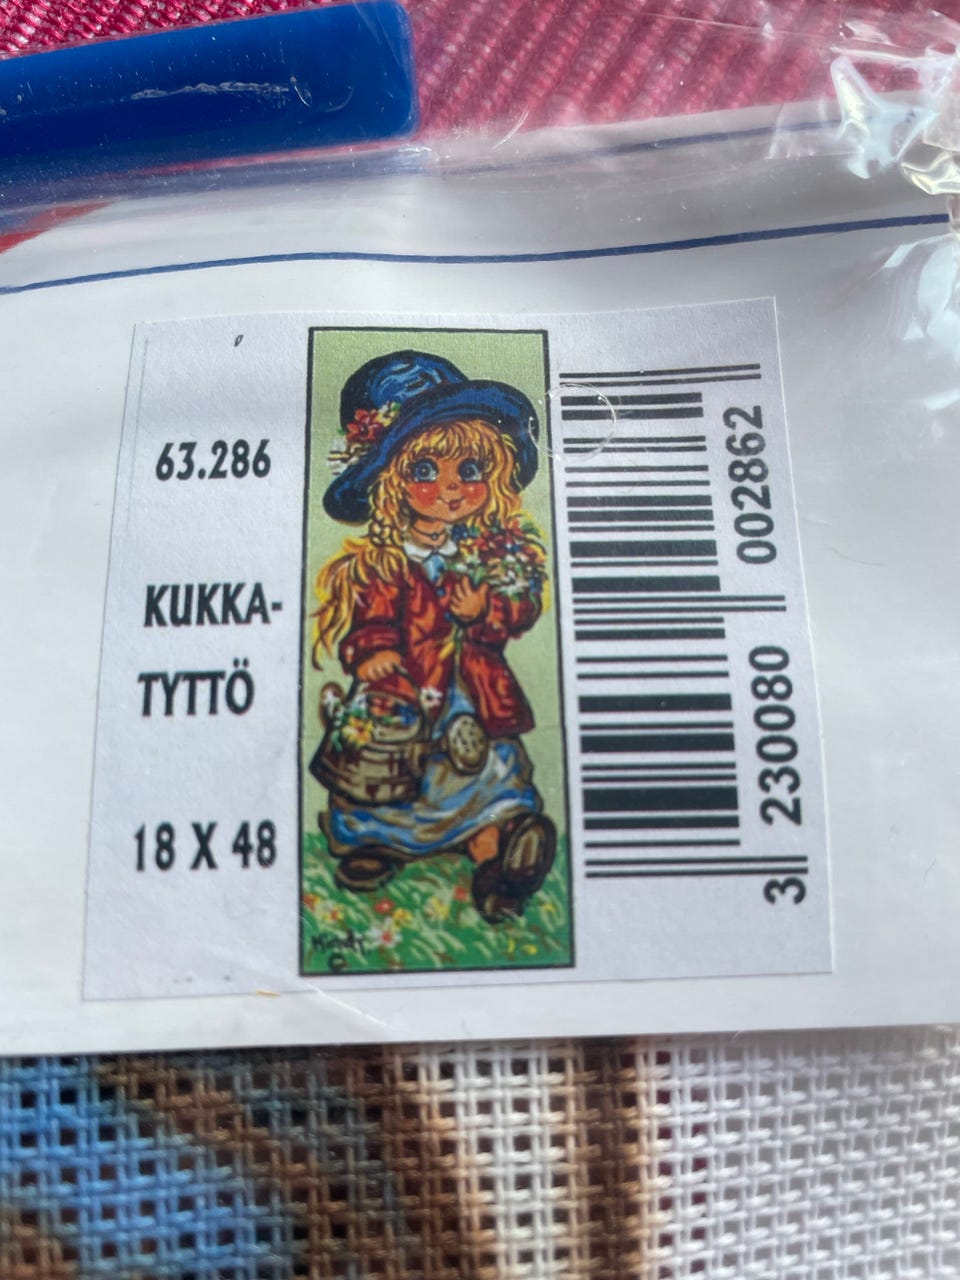 63.286
KUKKA-
TYTTÖ
18 X 48
3 230080 002862